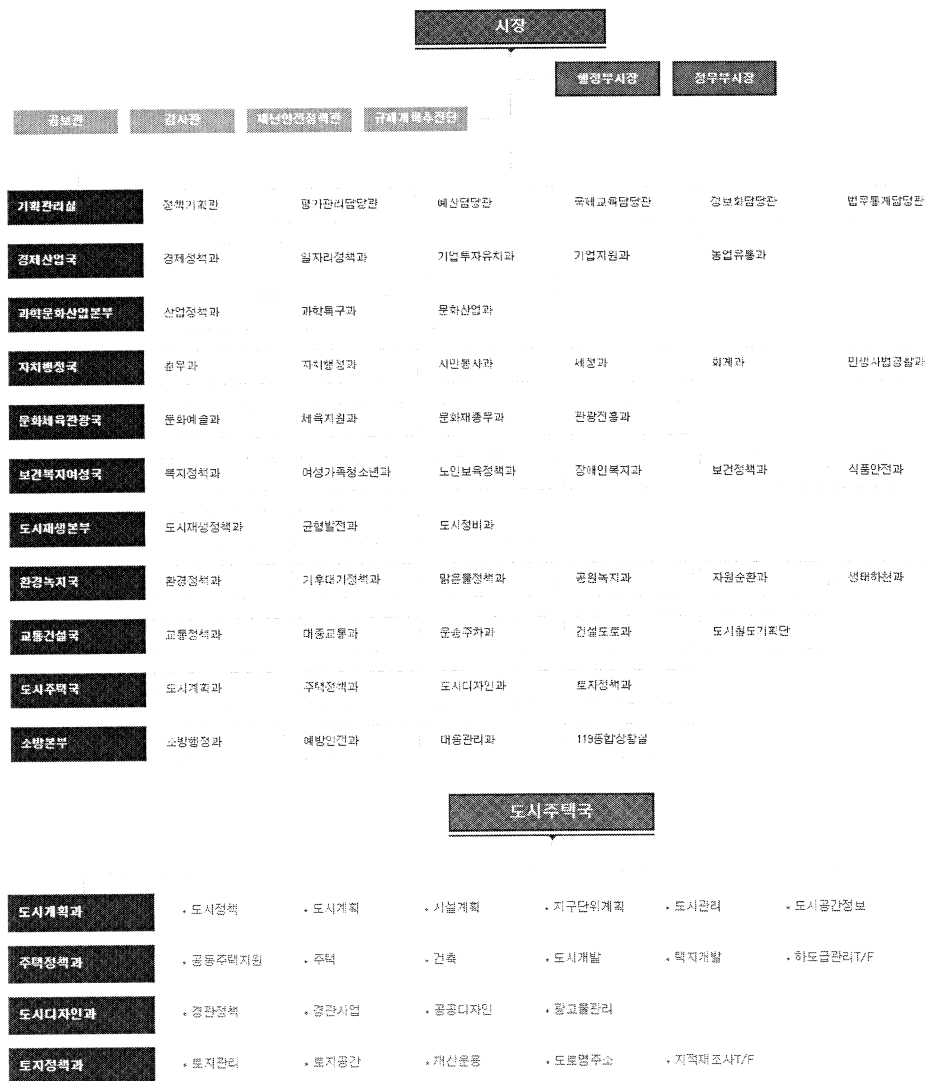 시장
행정부시장 정무부시장
공보관 감사관 재난안전정책관 규제개혁추진단
기획관리실 정책기획관 평가관리담당관 예산담당관 국제교육담당관 정보화담당관 법무통계담당관
경제산업국 경제정책과 일자리정책과 기업투자유치과 기업지원과 농업유통과
과학문화산업본부 산업정책과 과학특구과 문화산업과
자치행정국 총무과 자치행정과 시민봉사과 세정과 회계과 민생사법경찰과
문화체육관광국 문화예술과 체육지원과 문화재종무과 관광진흥과
보건복지여성국 복지정책과 여성가족청소년과 노인보육정책과 장애인복지과 보건정책과 식품안전과
도시재생본부 도시재생정책과 균형발전과 도시정비과
환경녹지국 환경정책과 기후대기정책과 맑은물정책과 공원녹지과 자원순환과 생태하천과
교통건설국 교통정책과 대중교통과 운송주차과 건설도로과 도시철도기획단
도시주택국 도시계획과 주택정책과 도시디자인과 토지정책과
소방본부 소방행정과 예방안전과 대응관리과 119종합상황실
도시주택국
도시계획과 • 도시정책 • 도시계획 • 시설계획 • 지구단위계획 • 도시관리 • 도시공간정보
주택정책과 • 공동주택지원 • 주택 • 건축 • 도시개발 • 택지개발 • 하도급관리T/F
도시디자인과 • 경관정책 • 경관사업 • 공공디자인 • 광고물관리
토지정책과 • 토지관리 • 토지공간 • 재산운용 • 도로명주소 • 지적재조사T/F